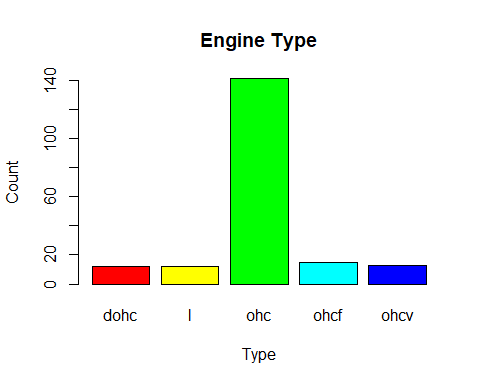 Engine Type
140
100
60
20
0
Count
dohc l ohc ohcf ohcv
Type